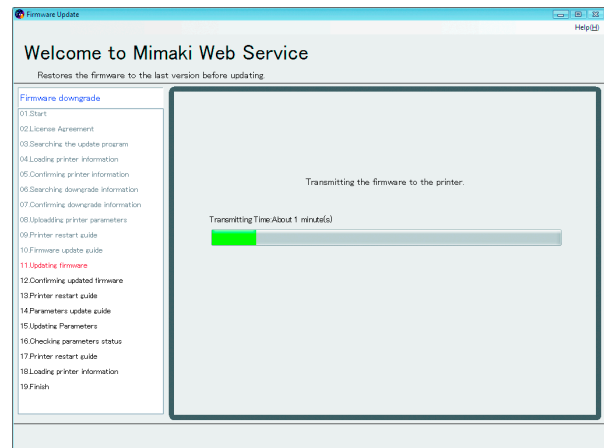 Firmware Update
Help(H)
Welcome to Mimaki Web Service
Restores the firmware to the last version before updating.
Firmware downgrade
01.Start
02.License Agreement
03.Searching the update program
04.Loading printer information
05.Confirming printer information
06.Searching downgrade information
07.Confirming downgrade information
08.Uploadding printer parameters
09.Printer restart guide
10.Firmware update guide
11.Updating firmware
12.Confirming updated firmware
13.Printer restart guide
14.Parameters update guide
15.Updating Parameters
16.Checking parameters status
17.Printer restart guide
18.Loading printer information
19.Finish
Transmitting the firmware to the printer.
Transmitting Time:About 1 minute(s)